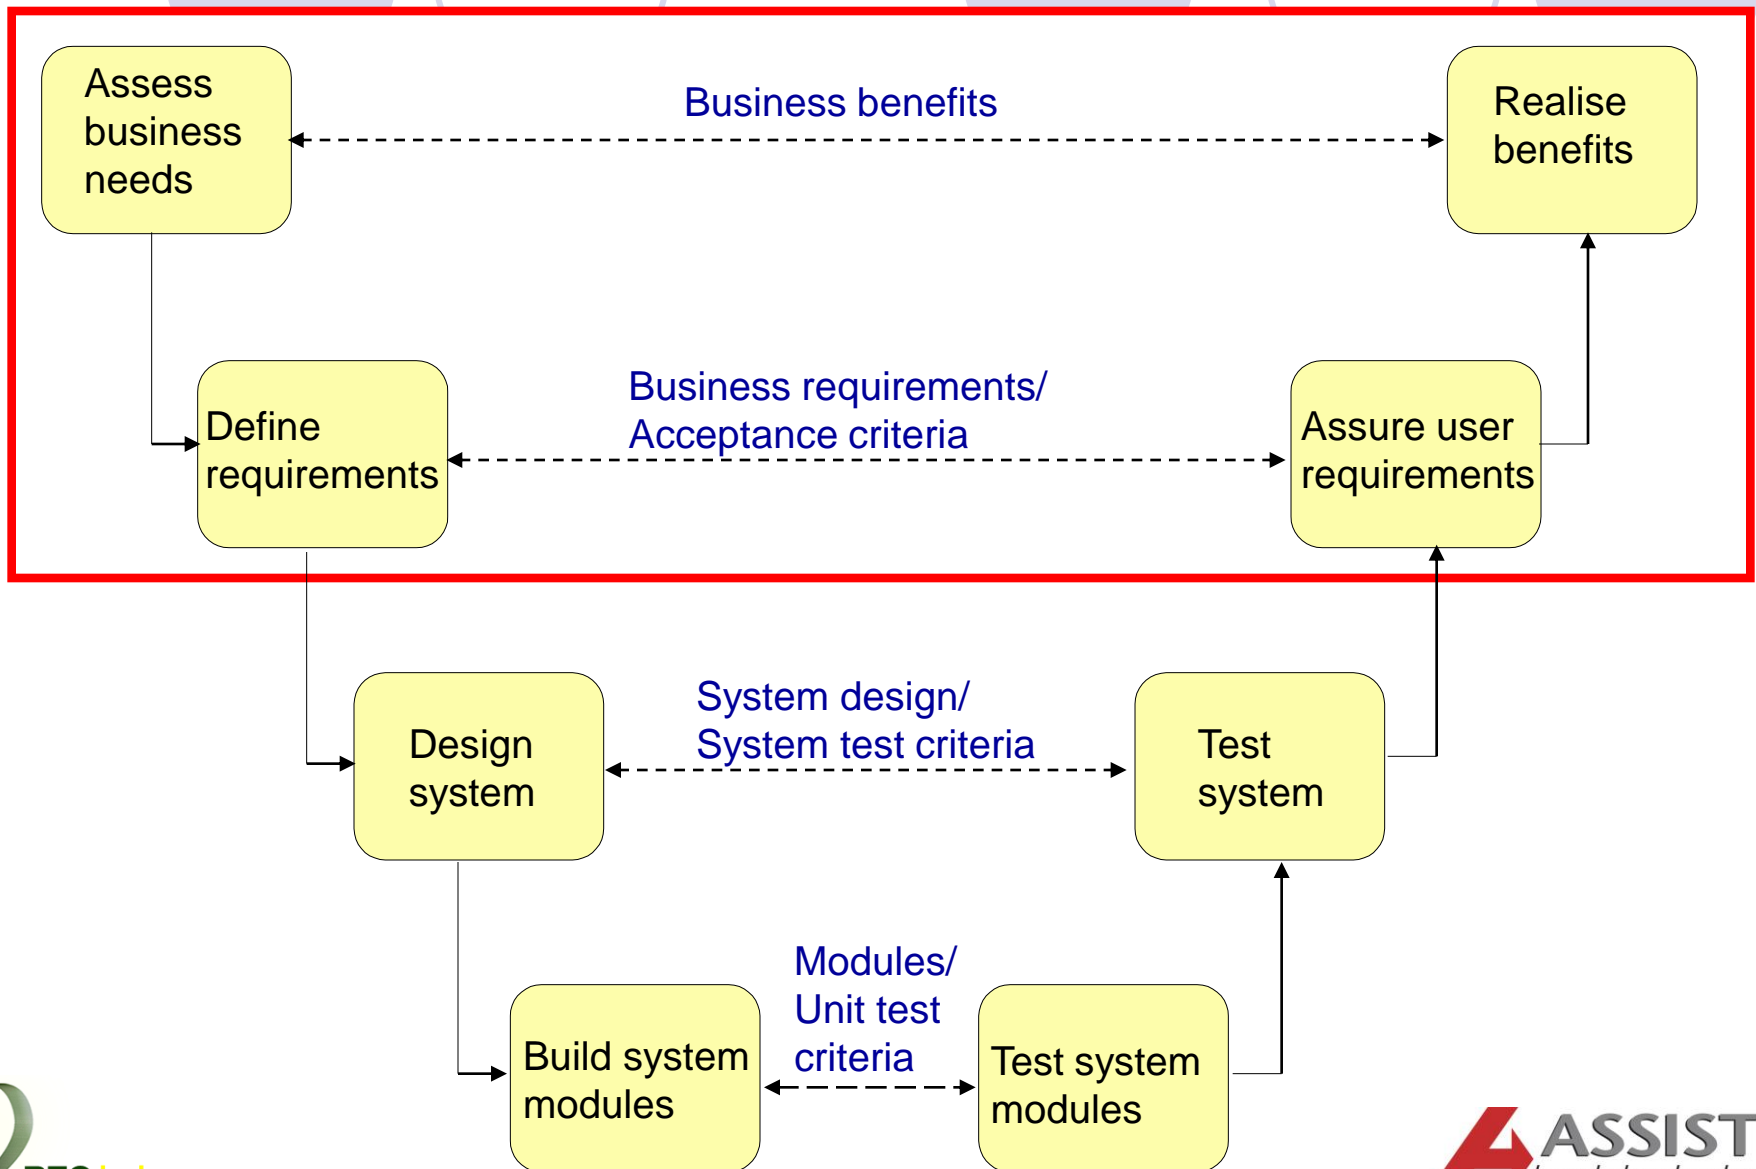 Assess
business
needs
Business benefits
Realise
benefits
Define
requirements
Business requirements/
Acceptance criteria
Assure user
requirements
Design
system
System design/
System test criteria
Test
system
Build system
modules
Modules/
Unit test
criteria
Test system
modules
ASSIST